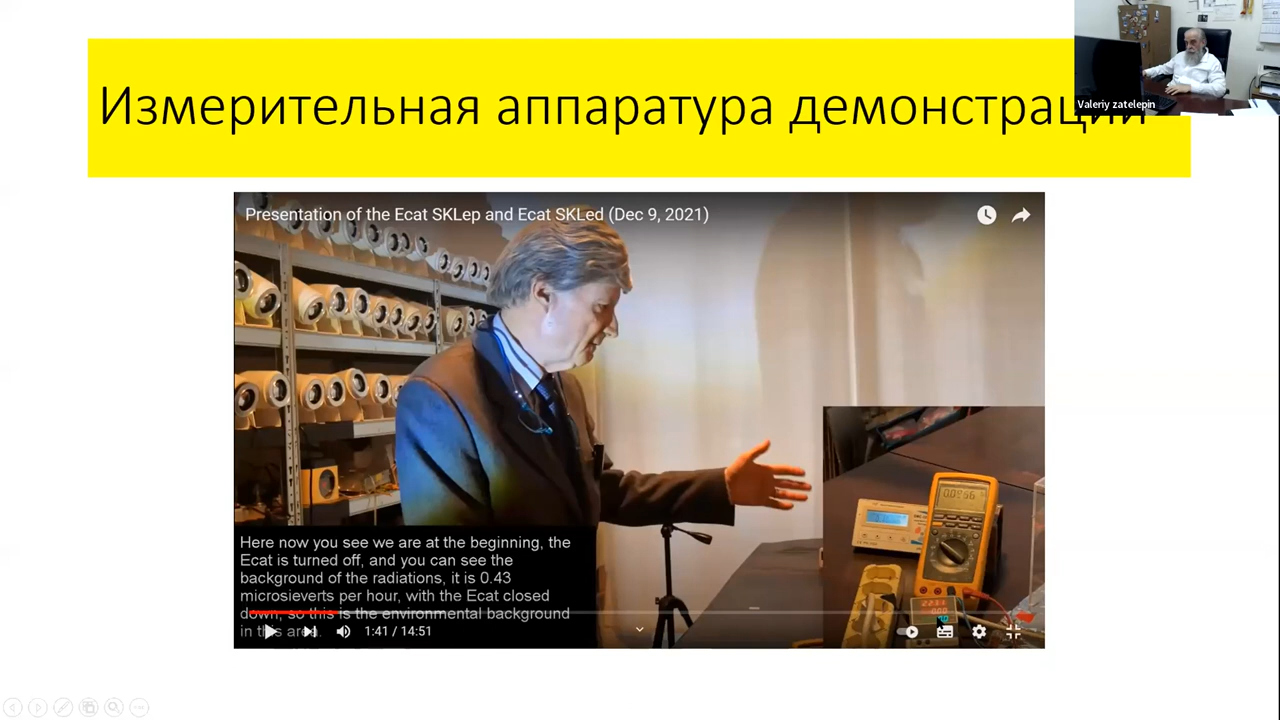 Измерительная аппаратура демонстрации
Valeriy zatelepin
Presentation of the Ecat SKLep and Ecat SKLed (Dec 9, 2021)
Here now you see we are at the beginning, the
Ecat is turned off, and you can see the
background of the radiations, it is 0.43
microsieverts per hour, with the Ecat closed
down, so this is the environmental background
in this area.
1:41 / 14:51